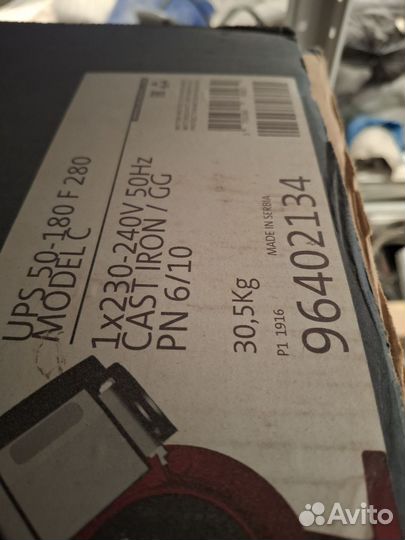 UPS 50-180 F 280
MODEL C
1x230-240V 50Hz
CAST IRON / GG
PN 6/10
30,5Kg
P1 1916
MADE IN SERBIA
96402134
Avito